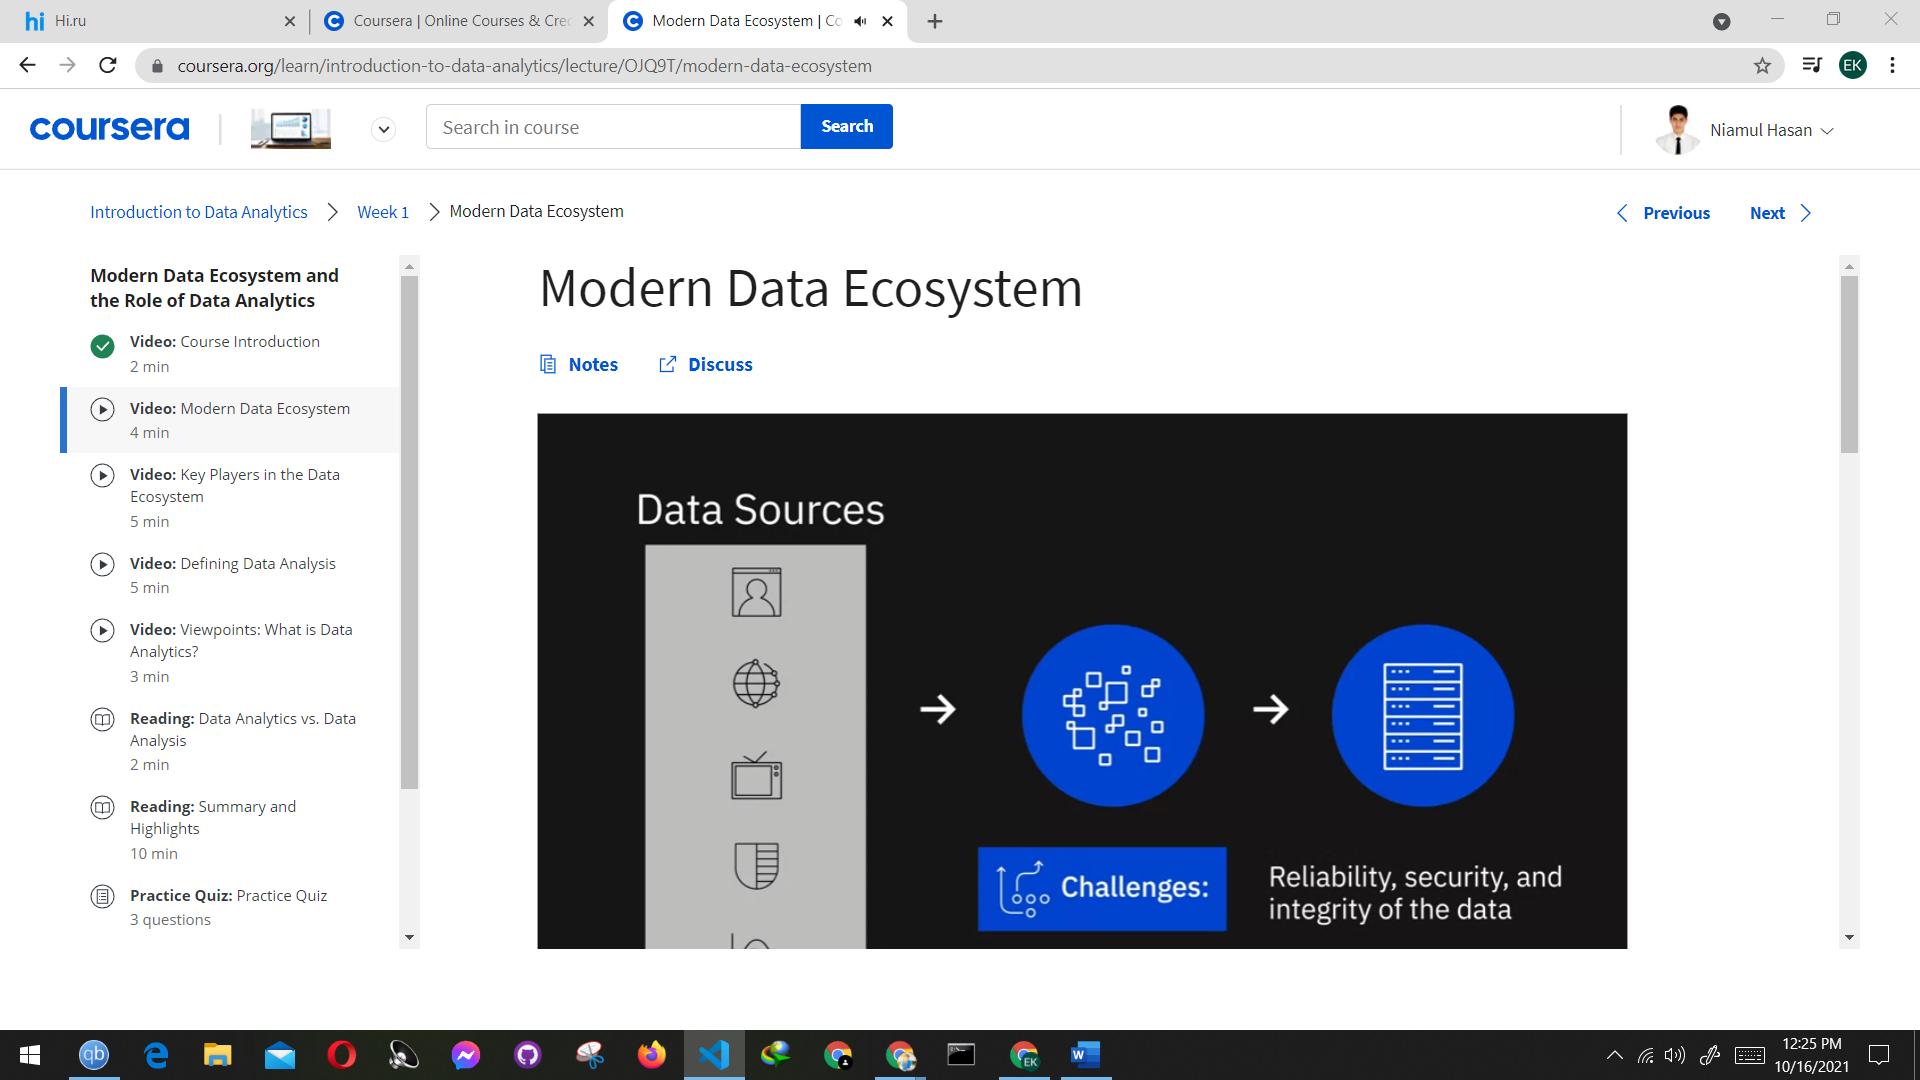 hi Hi.ru
Coursera | Online Courses & Cred
Modern Data Ecosystem | Co
coursera.org/learn/introduction-to-data-analytics/lecture/OJQ9T/modern-data-ecosystem
EK
coursera
Search in course
Search
Niamul Hasan
Introduction to Data Analytics
Week 1
Modern Data Ecosystem
Previous
Next
Modern Data Ecosystem and
the Role of Data Analytics
Video: Course Introduction
2 min
Video: Modern Data Ecosystem
4 min
Video: Key Players in the Data
Ecosystem
5 min
Video: Defining Data Analysis
5 min
Video: Viewpoints: What is Data
Analytics?
3 min
Reading: Data Analytics vs. Data
Analysis
2 min
Reading: Summary and
Highlights
10 min
Practice Quiz: Practice Quiz
3 questions
Modern Data Ecosystem
Notes
Discuss
Data Sources
Challenges:
Reliability, security, and
integrity of the data
qb
EK
W
12:25 PM
10/16/2021